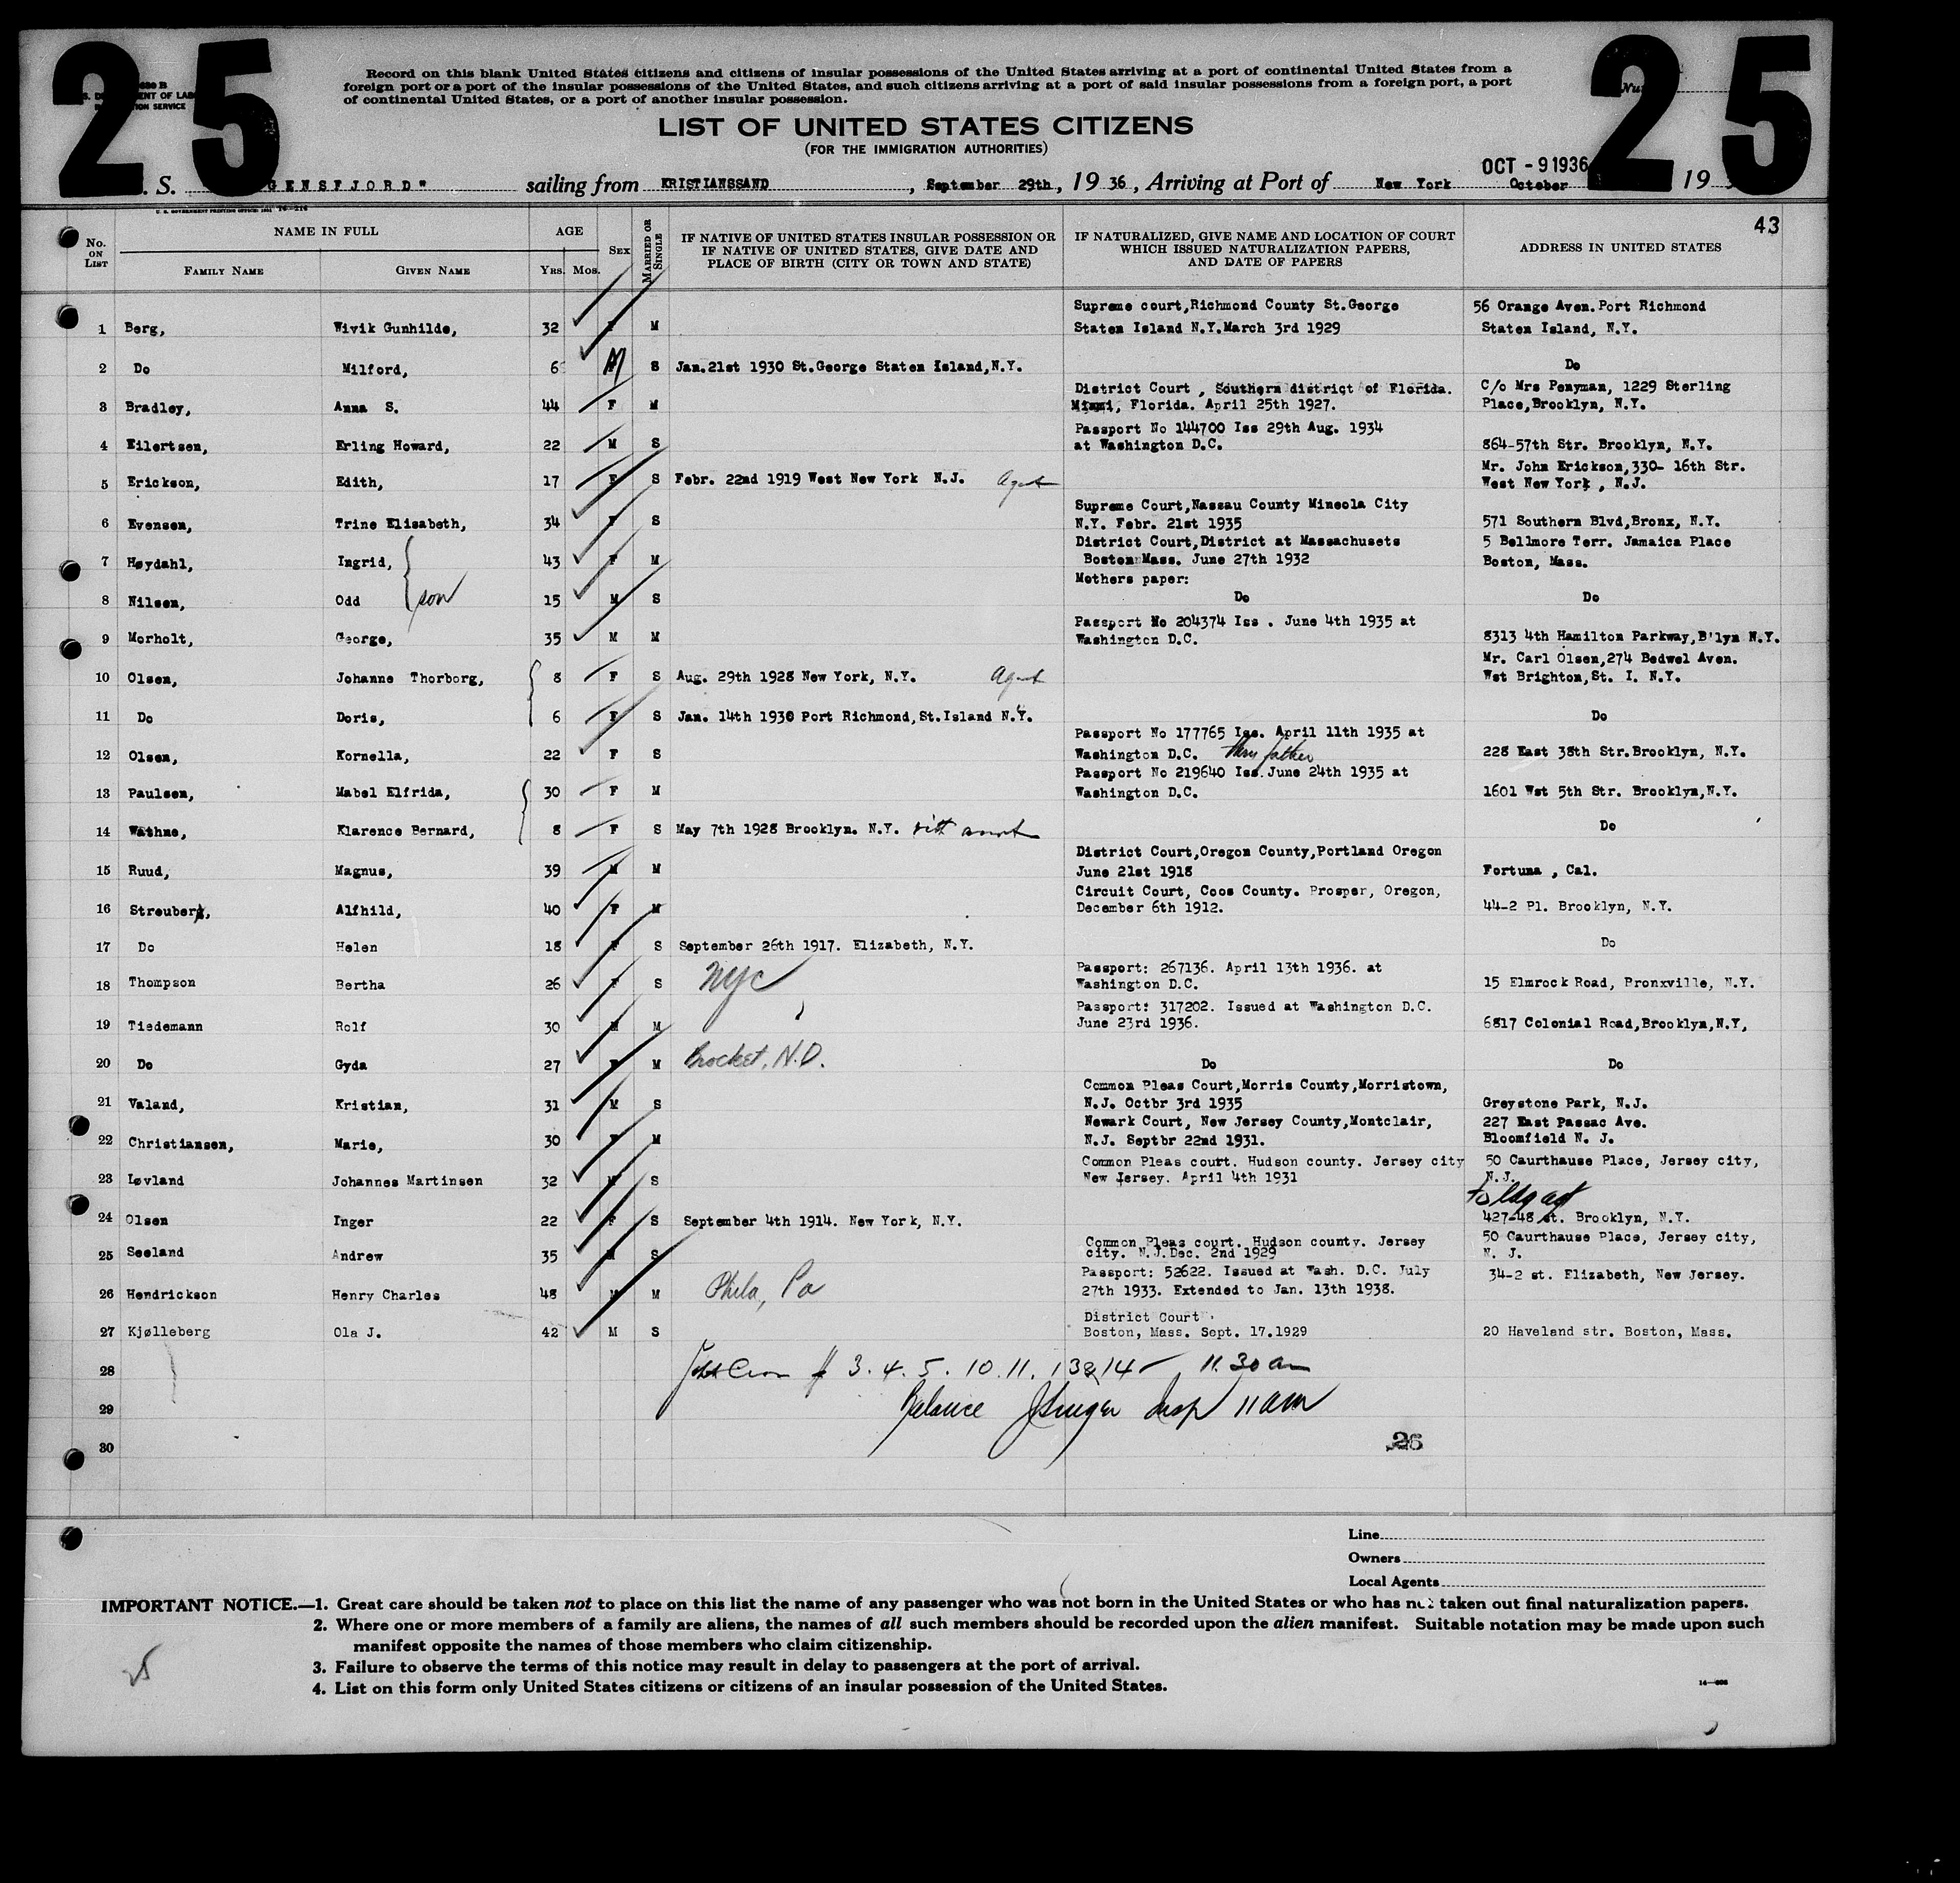 25
25
Record on this blank United States citizens and citizens of insular possessions of the United States arriving at a port of continental United States from a
foreign port or a port of the insular possessions of the United States, and such citizens arriving at a port of said insular possessions from a foreign port, a port
of continental United States, or a port of another insular possession.
LIST OF UNITED STATES CITIZENS
(FOR THE IMMIGRATION AUTHORITIES)
OCT - 9 1936
S. GENSFJORD" sailing from KRISTIANSSAND, September 29th, 19 36, Arriving at Port of New York October 19
43
No. ON LIST
NAME IN FULL
FAMILY NAME
GIVEN NAME
AGE
YRS. MOS.
SEX
MARRIED OR SINGLE
IF NATIVE OF UNITED STATES INSULAR POSSESSION OR
IF NATIVE OF UNITED STATES, GIVE DATE AND
PLACE OF BIRTH (CITY OR TOWN AND STATE)
IF NATURALIZED, GIVE NAME AND LOCATION OF COURT
WHICH ISSUED NATURALIZATION PAPERS,
AND DATE OF PAPERS
ADDRESS IN UNITED STATES
Supreme court,Richmond County St.George 56 Orange Aven.Port Richmond
1 Berg, Wivik Gunhilde, 32 M Staten Island N.Y.March 3rd 1929 Staten Island, N.Y.
2 Do Milford, 6 M S Jan.21st 1930 St.George Staten Island,N.Y. Do
District Court , Southern district of Florida. C/o Mrs Penyman, 1229 Sterling
3 Bradley, Anna S. 44 F M Miami, Florida. April 25th 1927. Place,Brooklyn, N.Y.
Passport No 144700 Iss 29th Aug. 1934
4 Eilertsen, Erling Howard, 22 M S at Washington D.C. 864-57th Str. Brooklyn, N.Y.
Mr. John Erickson,330- 16th Str.
5 Erickson, Edith, 17 F S Febr. 22nd 1919 West New York N.J. West New York , N.J.
Supreme Court,Nassau County Mineola City
6 Evensen, Trine Elisabeth, 34 F S N.Y. Febr. 21st 1935 571 Southern Blvd,Bronx, N.Y.
District Court,District at Massachusets 5 Bellmore Terr. Jamaica Place
7 Høydahl, Ingrid, 43 F M Boston Mass. June 27th 1932 Boston, Mass.
Mothers paper:
8 Nilsen, Odd son 15 M S Do Do
Passport No 204374 Iss . June 4th 1935 at
9 Morholt, George, 35 M M Washington D.C. 8313 4th Hamilton Parkway,B'lyn N.Y.
Mr. Carl Olsen,274 Bedwel Aven.
10 Olsen, Johanne Thorborg, 8 F S Aug. 29th 1928 New York, N.Y. Wst Brighton,St. I. N.Y.
11 Do Doris, 6 F S Jan. 14th 1930 Port Richmond,St.Island N.Y. Do
Passport No 177765 Iss. April 11th 1935 at
12 Olsen, Kornella, 22 F S Washington D.C. thru father 228 East 38th Str.Brooklyn, N.Y.
Passport No 219640 Iss.June 24th 1935 at
13 Paulsen, Mabel Elfrida, 30 F M Washington D.C. 1601 Wst 5th Str. Brooklyn,N.Y.
14 Wathne, Klarence Bernard, 8 F S May 7th 1928 Brooklyn. N.Y. Do
District Court,Oregon County,Portland Oregon
15 Ruud, Magnus, 39 M M June 21st 1918 Fortuna , Cal.
Circuit Court, Coos County. Prosper, Oregon,
16 Streuberg, Alfhild, 40 F M December 6th 1912. 44-2 Pl. Brooklyn, N.Y.
17 Do Helen 18 F S September 26th 1917. Elizabeth, N.Y. Do
Passport: 267136. April 13th 1936. at
18 Thompson Bertha 26 F S NYC Washington D.C. 15 Elmrock Road, Bronxville, N.Y.
Passport: 317202. Issued at Washington D.C.
19 Tiedemann Rolf 30 M M June 23rd 1936. 6817 Colonial Road,Brooklyn,N.Y,
20 Do Gyda 27 F M Brocket, N.D. Do Do
Common Pleas Court,Morris County,Morristown,
21 Valand, Kristian, 31 M S N.J. Octbr 3rd 1935 Greystone Park, N.J.
Newark Court, New Jersey County,Montclair, 227 East Passac Ave.
22 Christiansen, Marie, 30 F M N.J. Septbr 22nd 1931. Bloomfield N. J.
Common Pleas court. Hudson county. Jersey city 50 Caurthause Place, Jersey city,
23 Løvland Johannes Martinsen 32 M S New Jersey. April 4th 1931 N.J.
24 Olsen Inger 22 F S September 4th 1914. New York, N.Y. 427-48 st. Brooklyn, N.Y.
Common Pleas court. Hudson county. Jersey 50 Caurthause Place, Jersey city,
25 Seeland Andrew 35 M S city. N.J.Dec. 2nd 1929 N. J.
Passport: 52622. Issued at Wash. D.C. July 34-2 st. Elizabeth, New Jersey.
26 Hendrickson Henry Charles 48 M M Phila, Pa 27th 1933. Extended to Jan. 13th 1938.
District Court
27 Kjølleberg Ola J. 42 M S Boston, Mass. Sept. 17.1929 20 Haveland str. Boston, Mass.
28 # 3. 4. 5. 10. 11. 13 & 14 11.30 am
29 Balance Insp 11 AM
30
26
Line
Owners
Local Agents
IMPORTANT NOTICE.—1. Great care should be taken not to place on this list the name of any passenger who was not born in the United States or who has not taken out final naturalization papers.
2. Where one or more members of a family are aliens, the names of all such members should be recorded upon the alien manifest. Suitable notation may be made upon such
manifest opposite the names of those members who claim citizenship.
3. Failure to observe the terms of this notice may result in delay to passengers at the port of arrival.
4. List on this form only United States citizens or citizens of an insular possession of the United States.